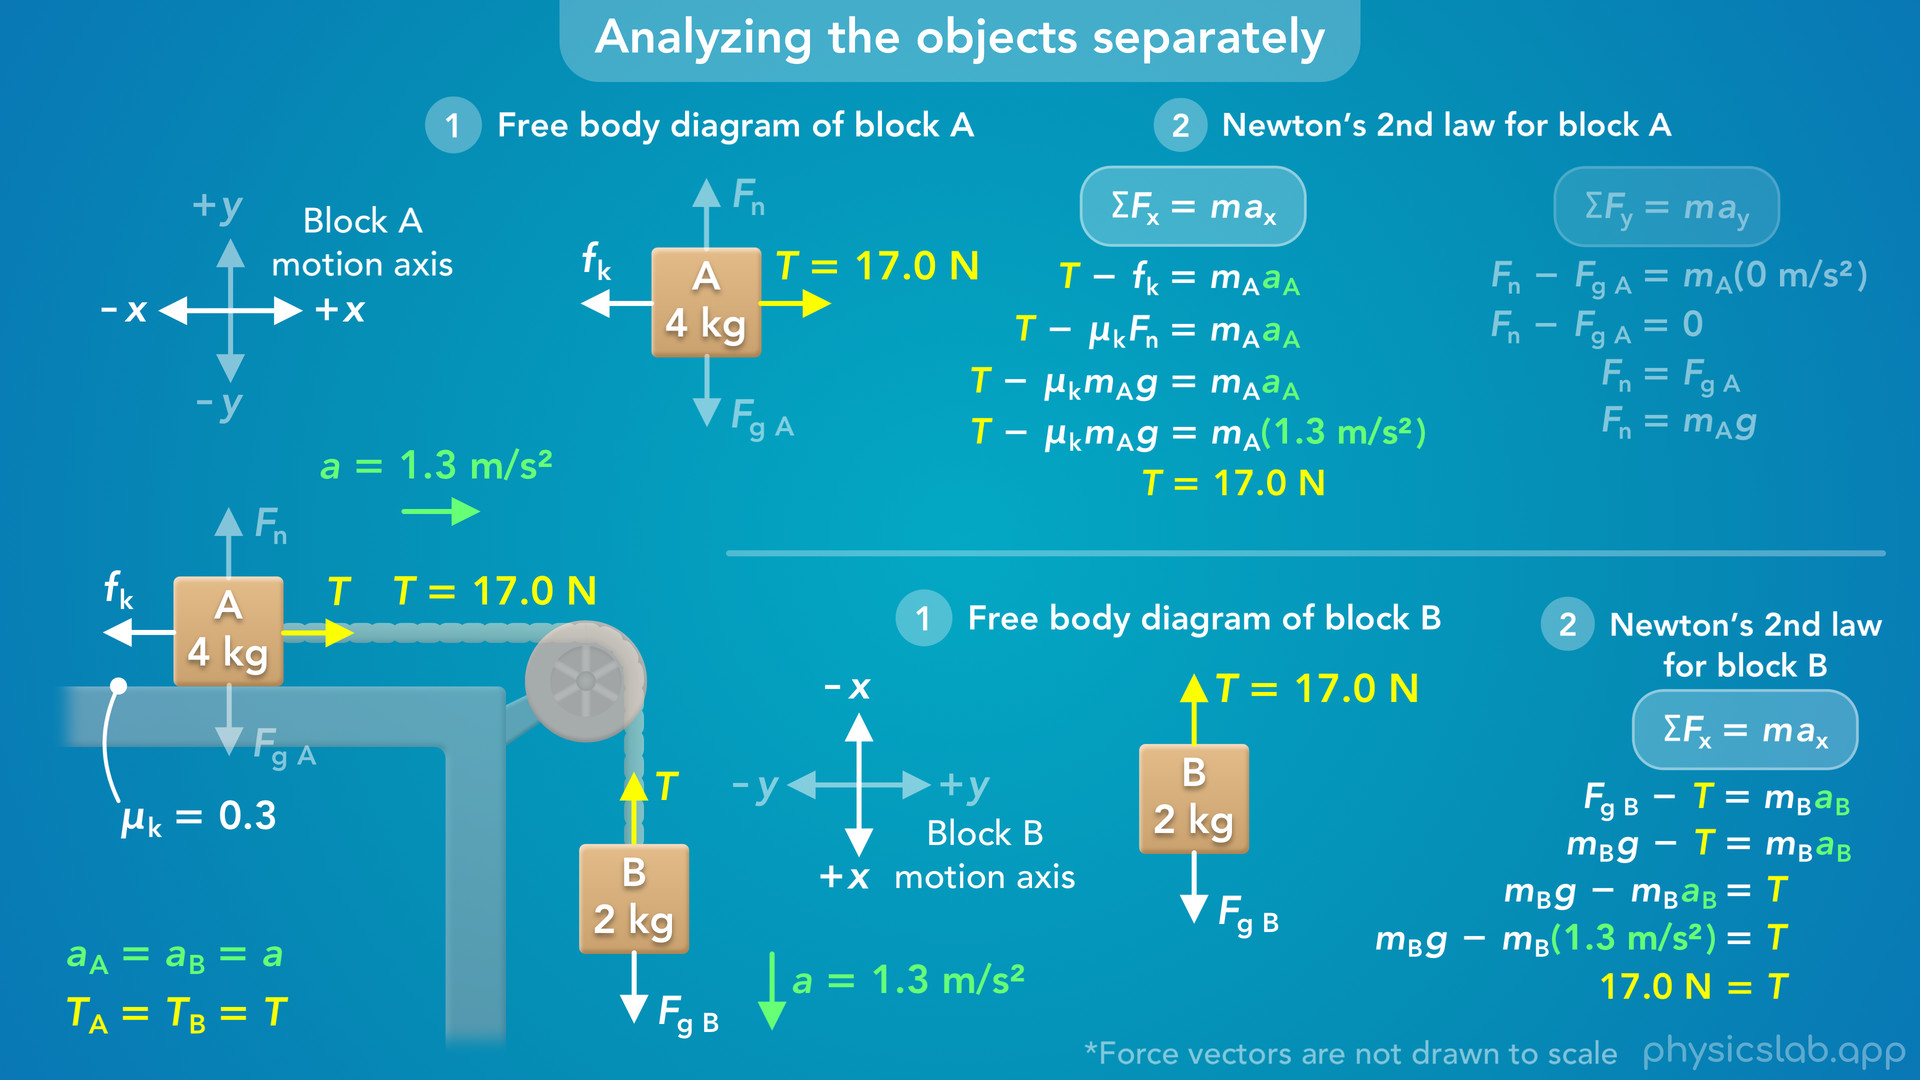 Analyzing the objects separately
1 Free body diagram of block A
2 Newton's 2nd law for block A
+y
-x
+x
-y
Block A
motion axis
Fn
fk
A
4 kg
T = 17.0 N
Fg A
ΣFx = max
T − fk = mAaA
T − μkFn = mAaA
T − μkmAg = mAaA
T − μkmAg = mA(1.3 m/s²)
T = 17.0 N
ΣFy = may
Fn − Fg A = mA(0 m/s²)
Fn − Fg A = 0
Fn = Fg A
Fn = mAg
a = 1.3 m/s²
Fn
fk
A
4 kg
T
T = 17.0 N
Fg A
μk = 0.3
T
B
2 kg
Fg B
a = 1.3 m/s²
aA = aB = a
TA = TB = T
1 Free body diagram of block B
-x
-y
+y
+x
Block B
motion axis
T = 17.0 N
B
2 kg
Fg B
2 Newton's 2nd law
for block B
ΣFx = max
Fg B − T = mBaB
mBg − T = mBaB
mBg − mBaB = T
mBg − mB(1.3 m/s²) = T
17.0 N = T
*Force vectors are not drawn to scale
physicslab.app